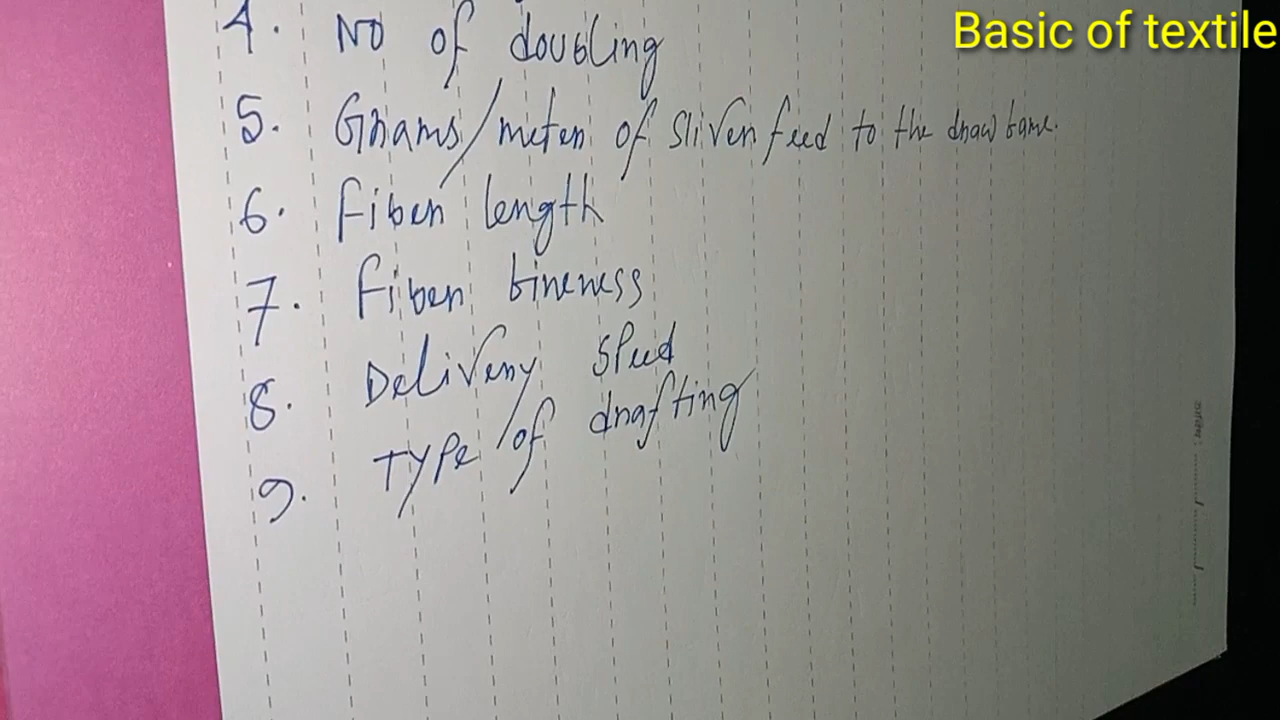 Basic of textile
4. No of doubling
5. Grams/meter of sliver feed to the draw frame.
6. Fiber length
7. Fiber fineness
8. Delivery speed
9. Type of drafting